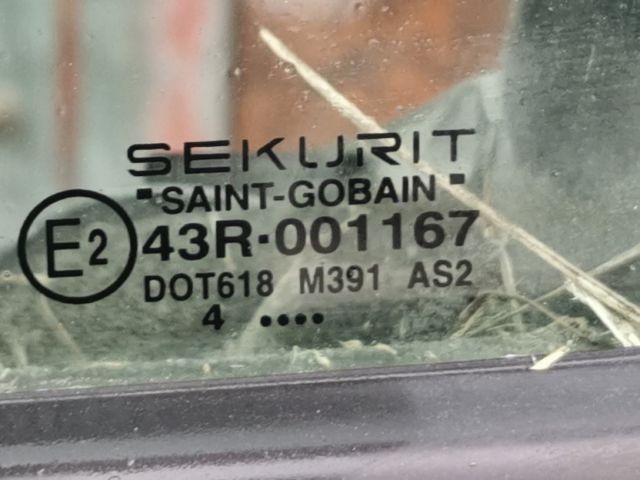 SEKURIT
SAINT-GOBAIN
E2
43R-001167
DOT618 M391 AS2
4 ••••